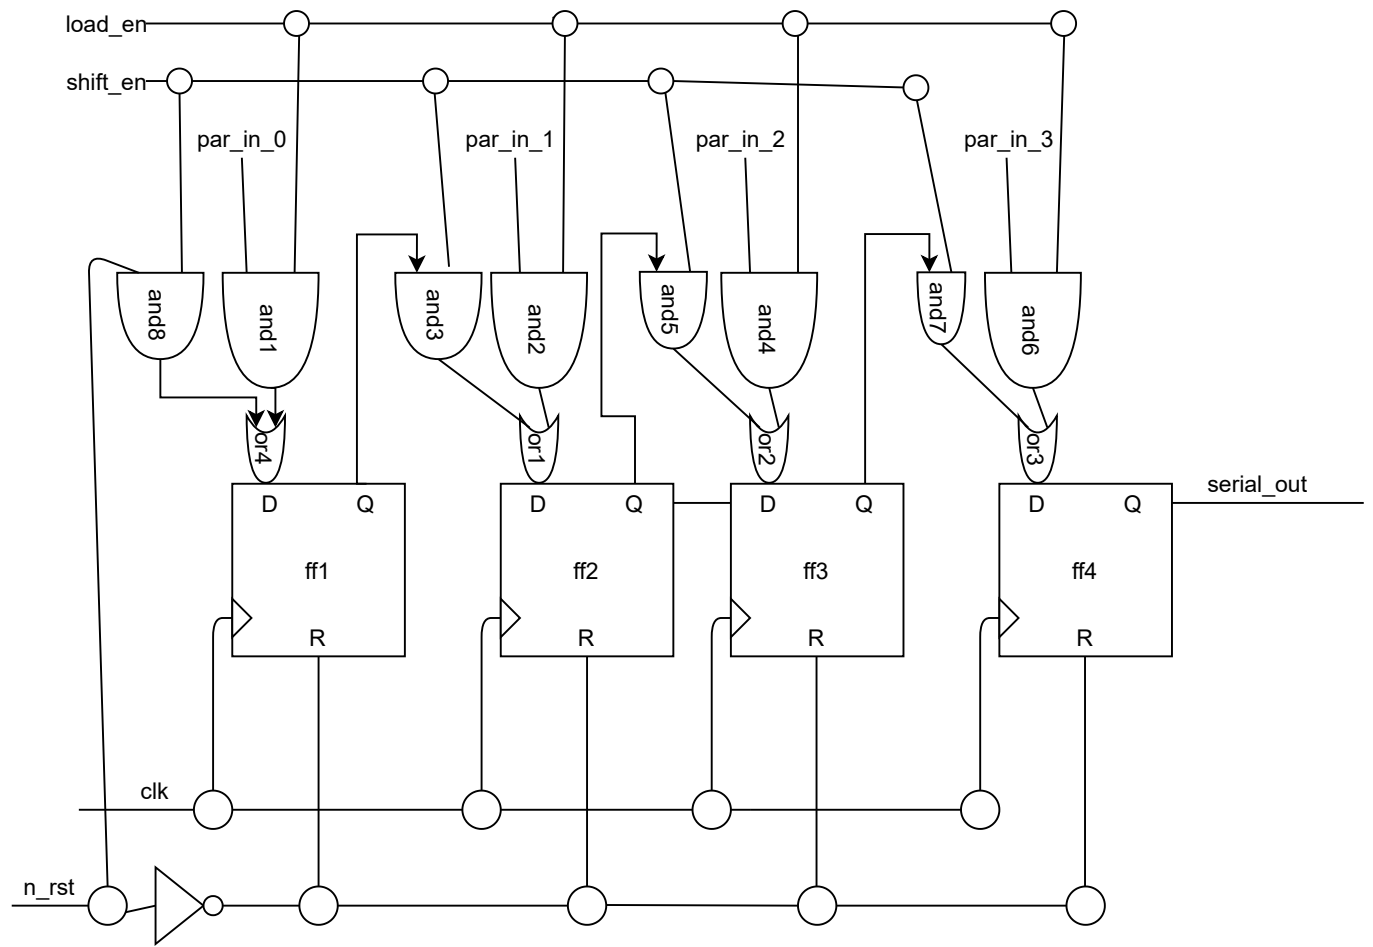 load_en
shift_en
par_in_0
par_in_1
par_in_2
par_in_3
and8
and1
and3
and2
and5
and4
and7
and6
or4
or1
or2
or3
D Q
D Q
D Q
D Q
serial_out
ff1
ff2
ff3
ff4
R
R
R
R
clk
n_rst